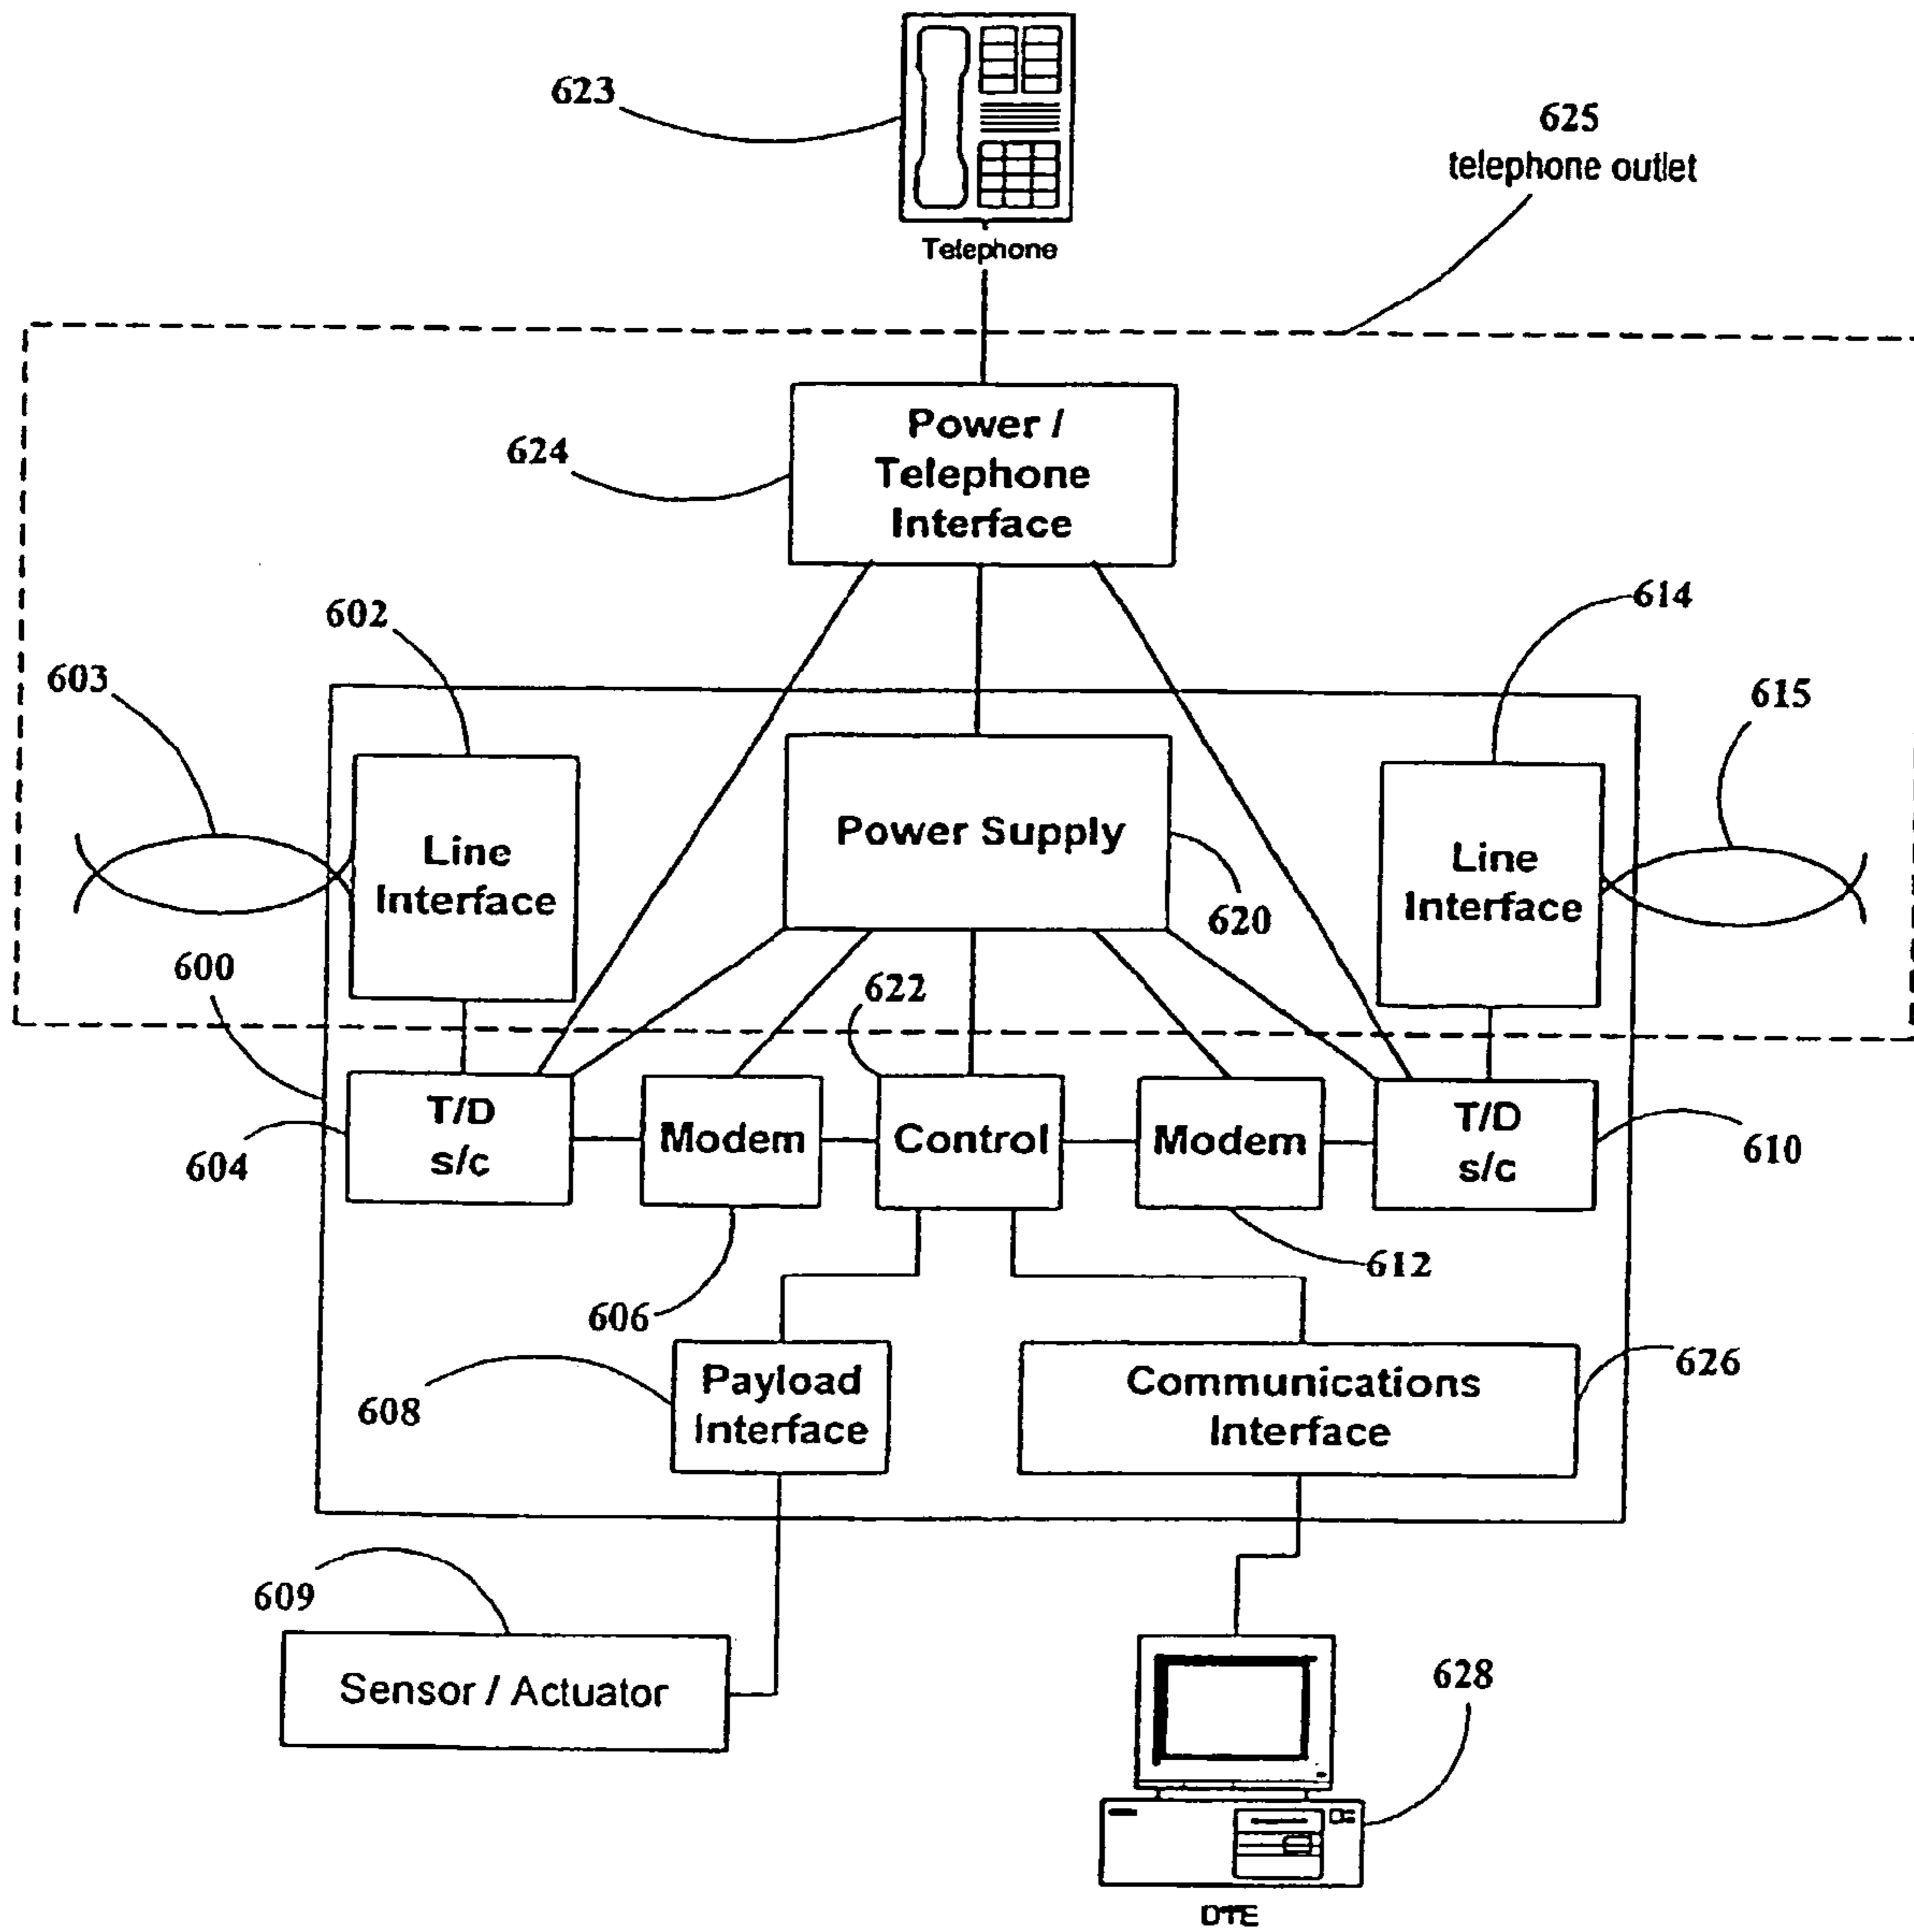 623
625
telephone outlet
Telephone
Power /
Telephone
Interface
624
602
614
603
615
Line
Interface
Power Supply
Line
Interface
620
600
622
T/D
s/c
Modem
Control
Modem
T/D
s/c
604
610
606
612
Payload
Interface
Communications
Interface
608
626
609
Sensor / Actuator
628
DTE